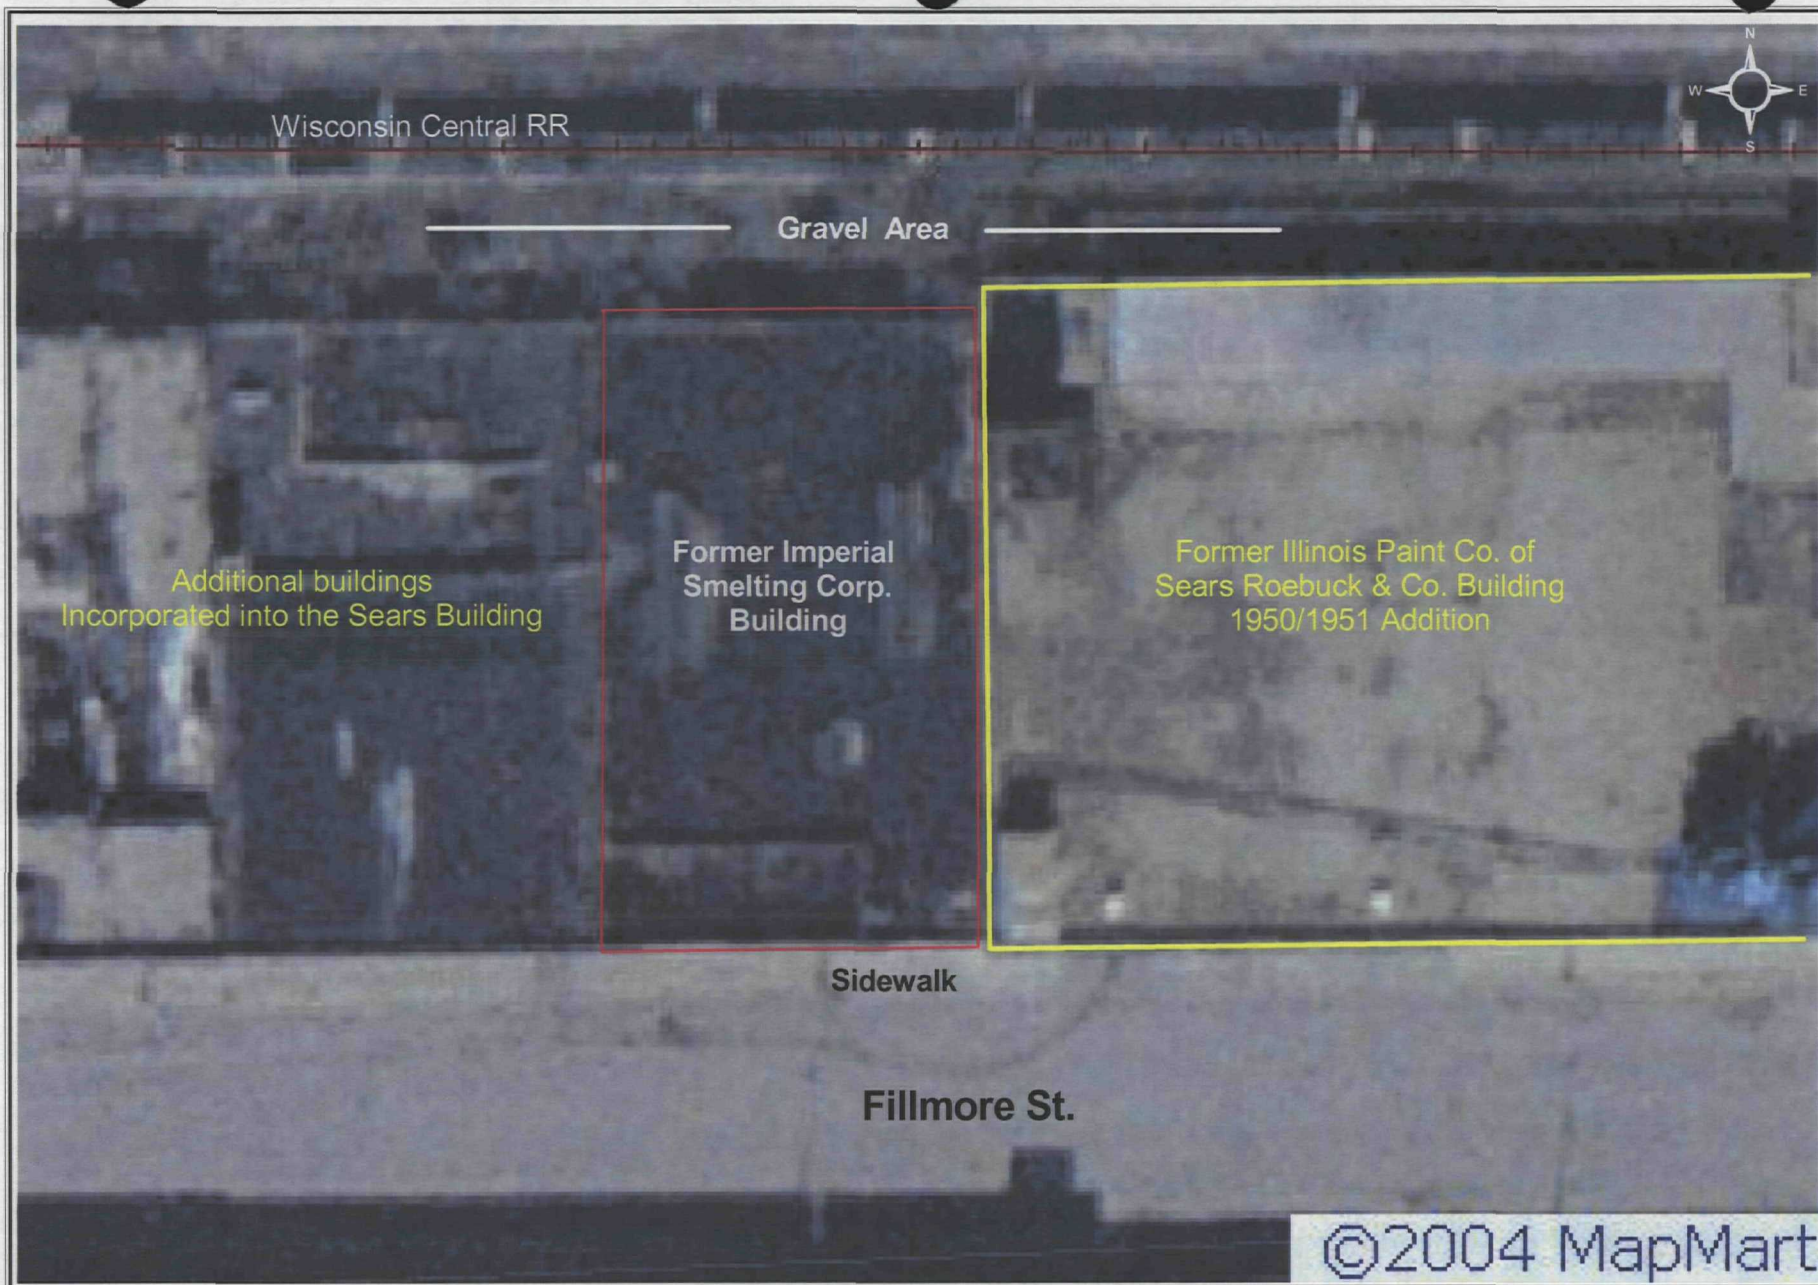 N
W E
S
Wisconsin Central RR
Gravel Area
Additional buildings
Incorporated into the Sears Building
Former Imperial
Smelting Corp.
Building
Former Illinois Paint Co. of
Sears Roebuck & Co. Building
1950/1951 Addition
Sidewalk
Fillmore St.
©2004 MapMart